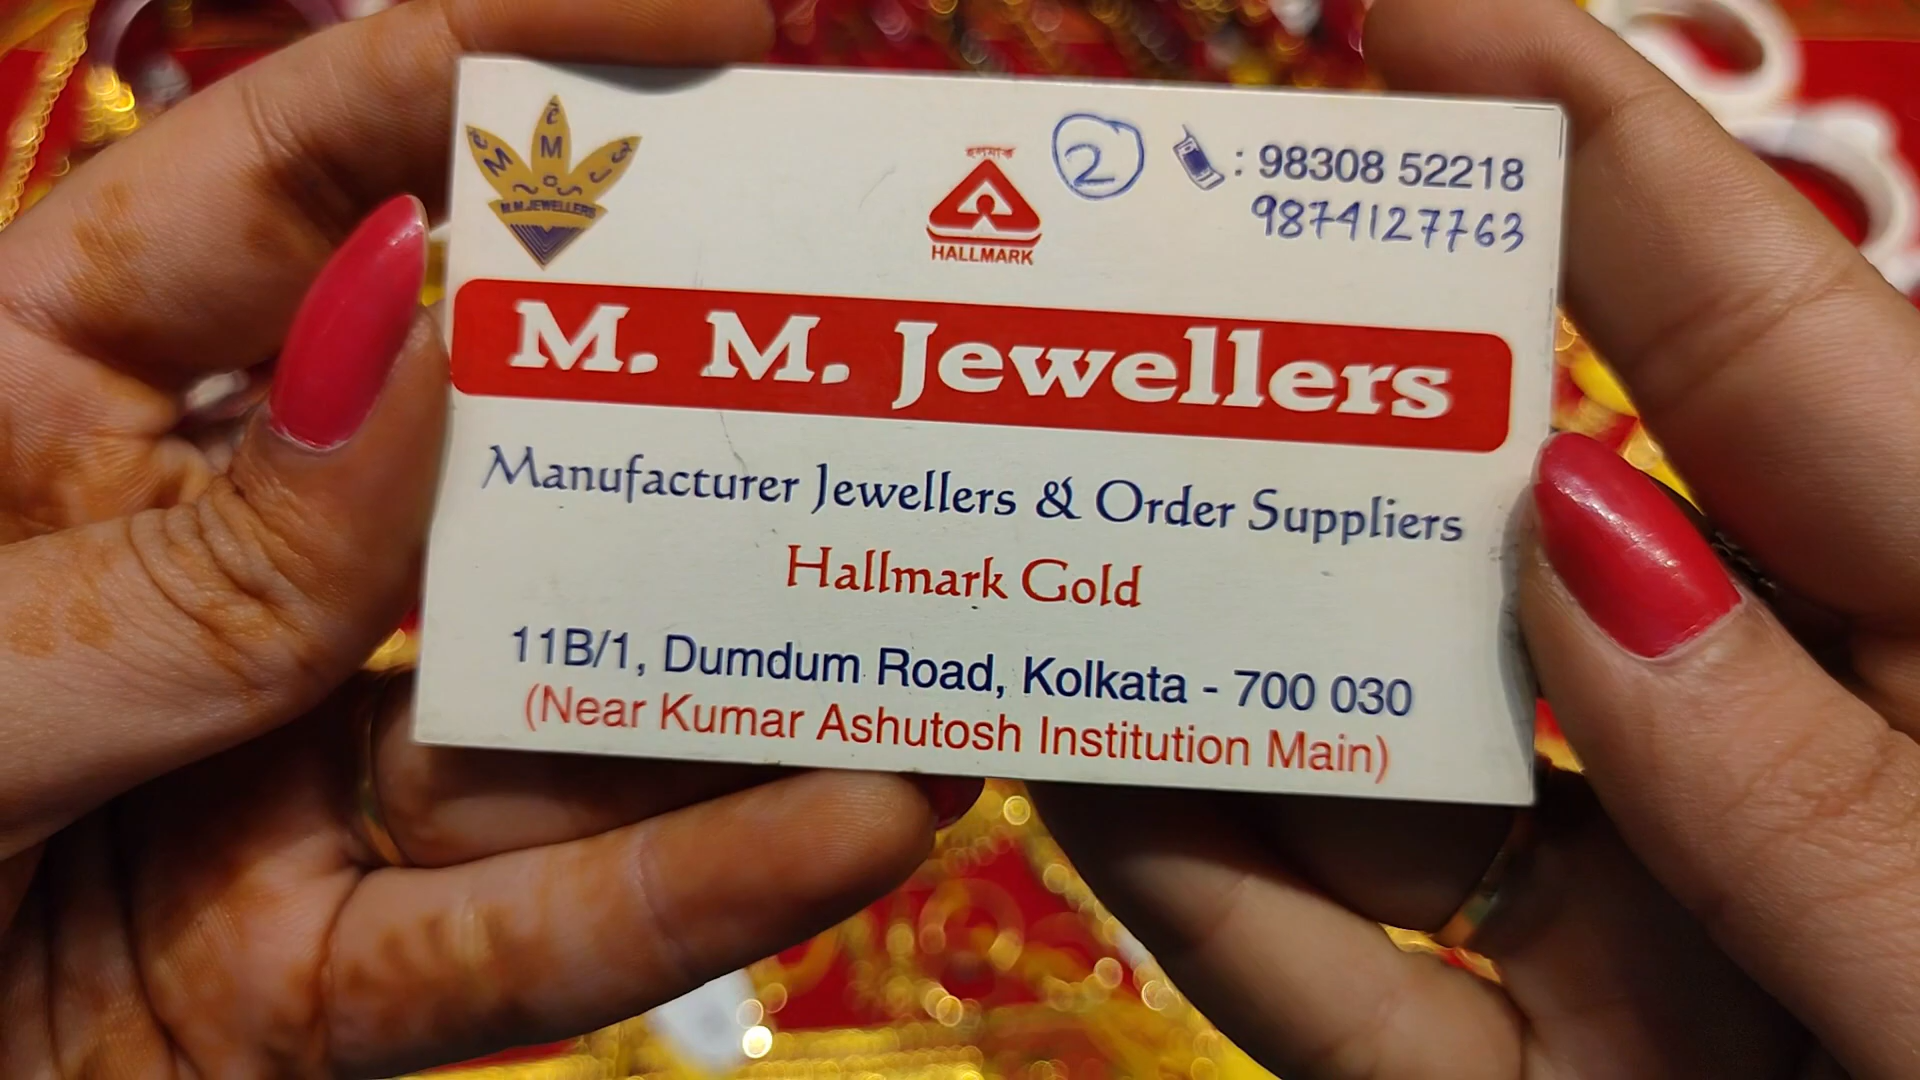 2 : 98308 52218
9874127763
M.M.JEWELLERS
হলমার্ক
HALLMARK
M. M. Jewellers
Manufacturer Jewellers & Order Suppliers
Hallmark Gold
11B/1, Dumdum Road, Kolkata - 700 030
(Near Kumar Ashutosh Institution Main)